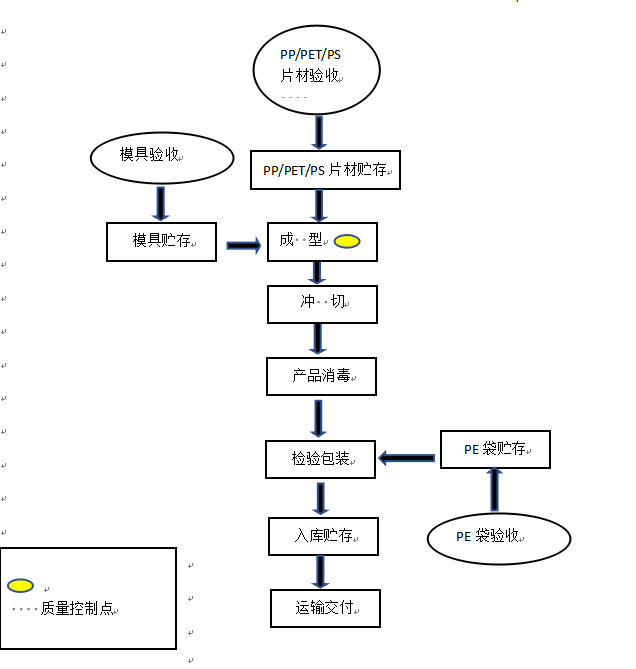 PP/PET/PS
片材验收
模具验收
PP/PET/PS 片材贮存
模具贮存
成 型
冲 切
产品消毒
PE 袋贮存
检验包装
入库贮存
PE 袋验收
质量控制点
运输交付